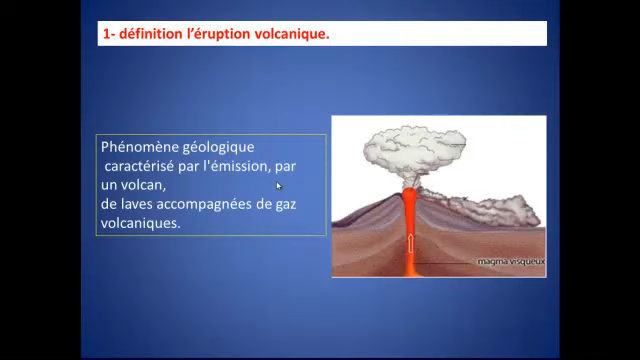 1- définition l'éruption volcanique.
Phénomène géologique
caractérisé par l'émission, par
un volcan,
de laves accompagnées de gaz
volcaniques.
magma visqueux